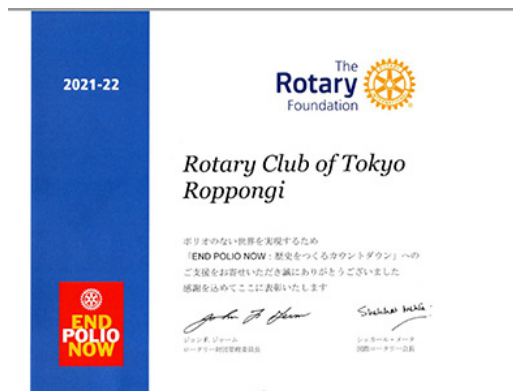 2021-22
The
Rotary
Foundation
Rotary Club of Tokyo
Roppongi
ポリオのない世界を実現するため
「END POLIO NOW：歴史をつくるカウントダウン」への
ご支援をお寄せいただき誠にありがとうございました
感謝を込めてここに表彰いたします
ジョン F. ジャーム
ロータリー財団管理委員長
シェカール・メータ
国際ロータリー会長
END
POLIO
NOW